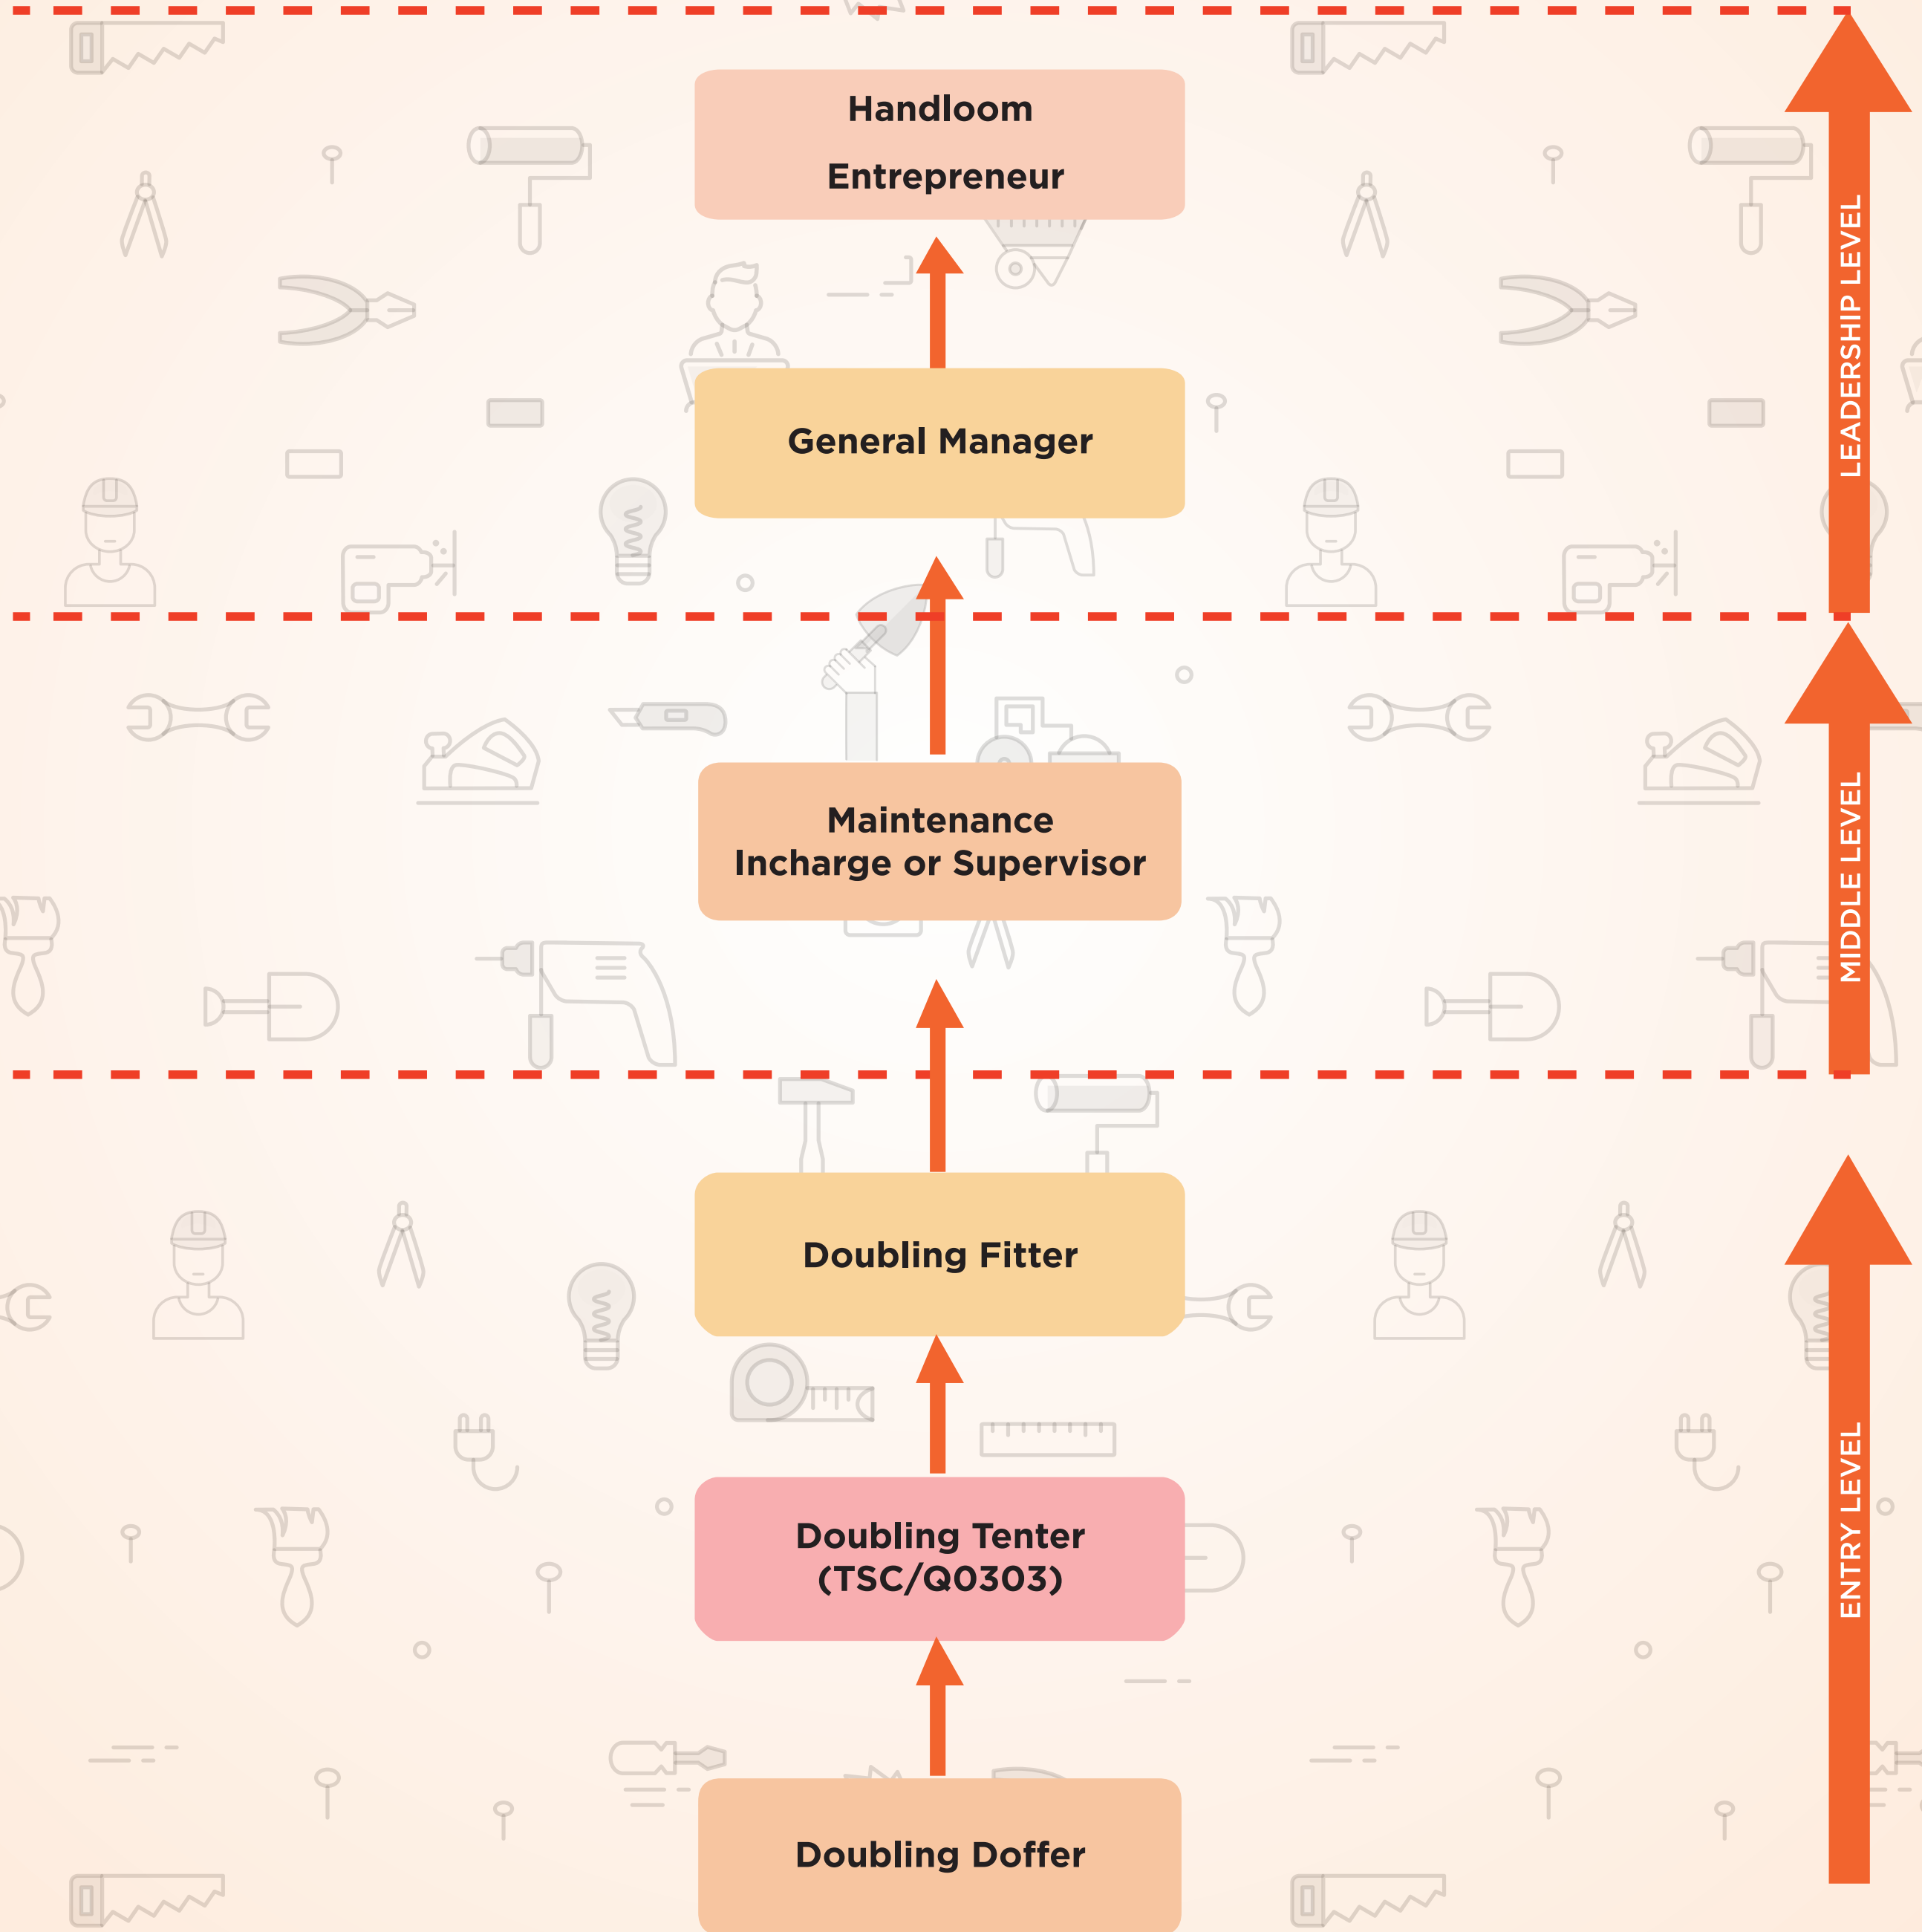 Handloom
Entrepreneur
General Manager
LEADERSHIP LEVEL
Maintenance
Incharge or Supervisor
MIDDLE LEVEL
Doubling Fitter
Doubling Tenter
(TSC/Q0303)
ENTRY LEVEL
Doubling Doffer